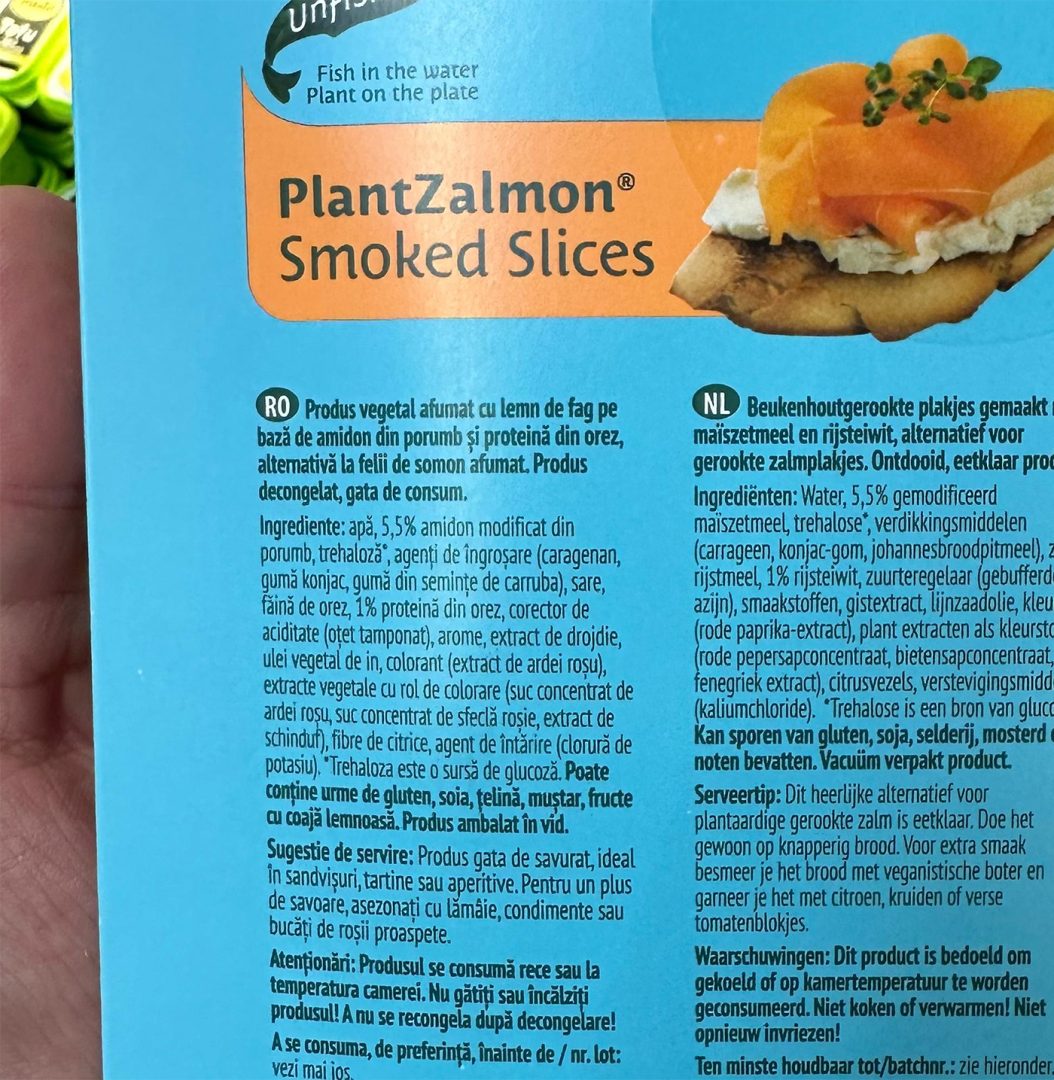 Fish in the water
Plant on the plate
PlantZalmon®
Smoked Slices
RO Produs vegetal afumat cu lemn de fag pe
bază de amidon din porumb și proteină din orez,
alternativă la felii de somon afumat. Produs
decongelat, gata de consum.
Ingrediente: apă, 5,5% amidon modificat din
porumb, trehaloză*, agenți de îngroșare (caragenan,
gumă konjac, gumă din semințe de carruba), sare,
făină de orez, 1% proteină din orez, corector de
aciditate (oțet tamponat), arome, extract de drojdie,
ulei vegetal de in, colorant (extract de ardei roșu),
extracte vegetale cu rol de colorare (suc concentrat de
ardei roșu, suc concentrat de sfeclă roșie, extract de
schinduf), fibre de citrice, agent de întărire (clorură de
potasiu). *Trehaloza este o sursă de glucoză. Poate
conține urme de gluten, soia, țelină, muștar, fructe
cu coajă lemnoasă. Produs ambalat în vid.
Sugestie de servire: Produs gata de savurat, ideal
în sandvișuri, tartine sau aperitive. Pentru un plus
de savoare, asezonați cu lămâie, condimente sau
bucăți de roșii proaspete.
Atenționări: Produsul se consumă rece sau la
temperatura camerei. Nu gătiți sau încălziți
produsul! A nu se recongela după decongelare!
A se consuma, de preferință, înainte de / nr. lot:
vezi mai jos.
NL Beukenhoutgerookte plakjes gemaakt
maïszetmeel en rijsteiwit, alternatief voor
gerookte zalmplakjes. Ontdooid, eetklaar
Ingrediënten: Water, 5,5% gemodificeerd
maïszetmeel, trehalose*, verdikkingsmiddelen
(carrageen, konjac-gom, johannesbroodpitmeel),
rijstmeel, 1% rijsteiwit, zuurteregelaar
azijn), smaakstoffen, gistextract, lijnzaadolie,
(rode paprika-extract), plant extracten als
(rode pepersapconcentraat, bietensapconcentraat,
fenegriek extract), citrusvezels,
(kaliumchloride). *Trehalose is een bron van
Kan sporen van gluten, soja, selderij, mosterd
noten bevatten. Vacuüm verpakt product.
Serveertip: Dit heerlijke alternatief voor
plantaardige gerookte zalm is eetklaar. Doe het
gewoon op knapperig brood. Voor extra smaak
besmeer je het brood met veganistische boter en
garneer je het met citroen, kruiden of verse
tomatenblokjes.
Waarschuwingen: Dit product is bedoeld om
gekoeld of op kamertemperatuur te worden
geconsumeerd. Niet koken of verwarmen! Niet
opnieuw invriezen!
Ten minste houdbaar tot/batchnr.: zie hieronder.